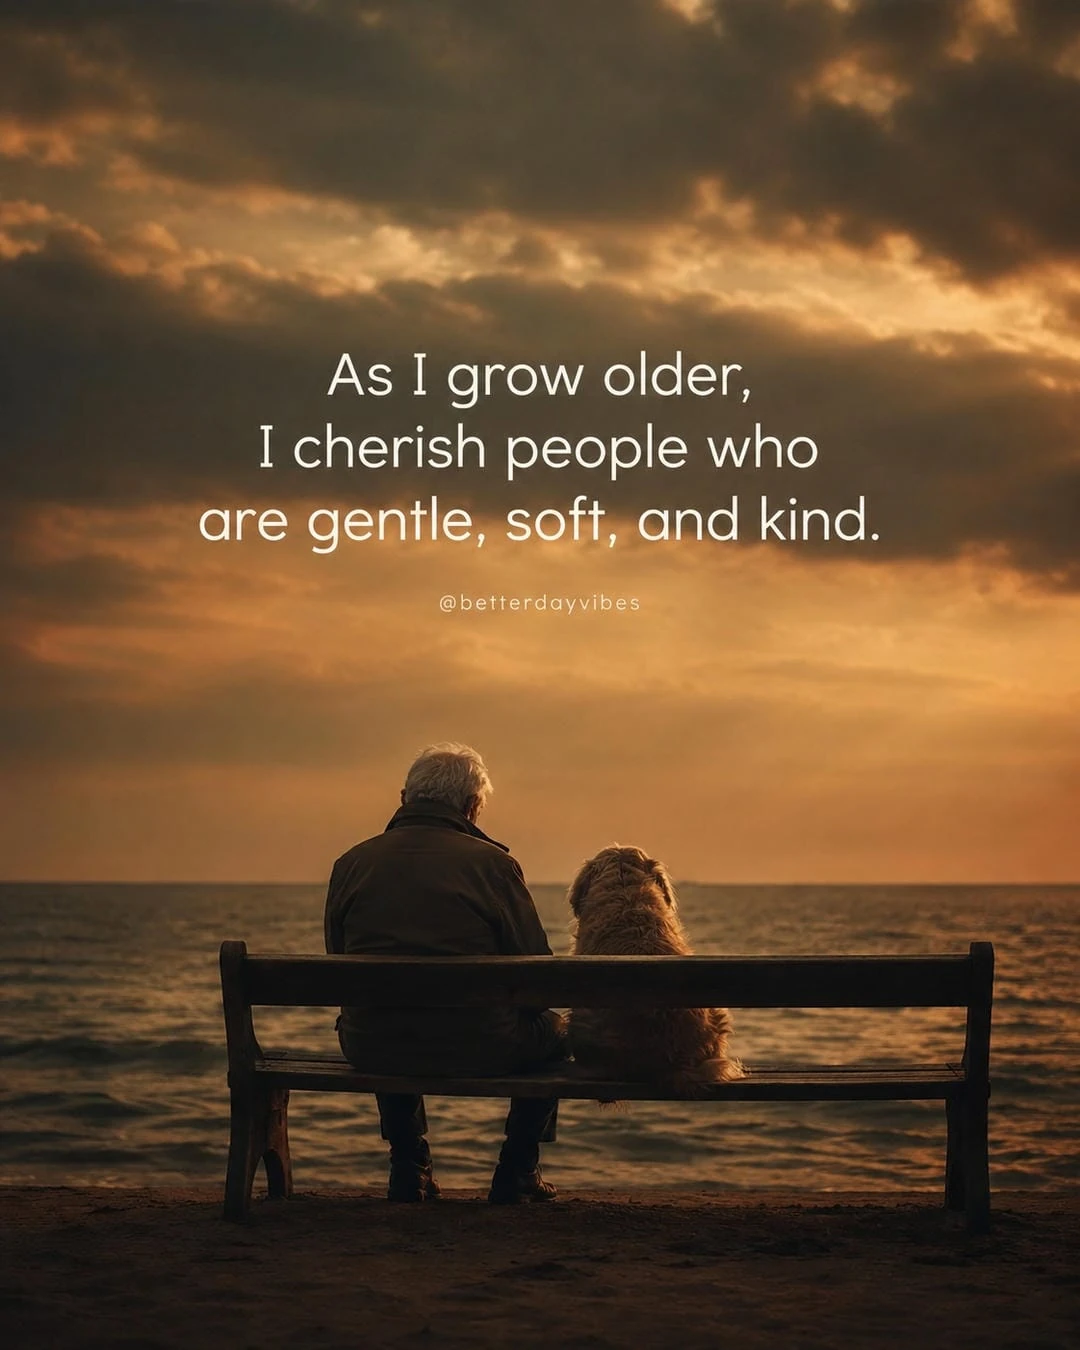 As I grow older,
I cherish people who
are gentle, soft, and kind.
@betterdayvibes